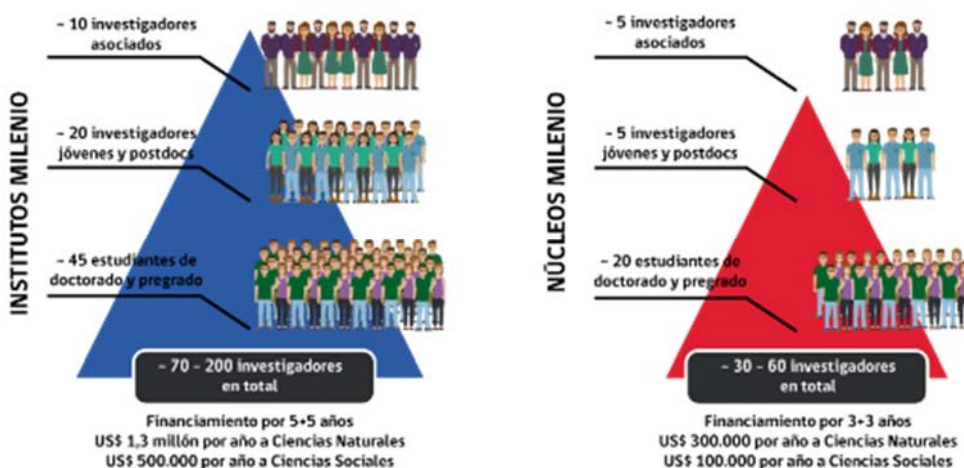 INSTITUTOS MILENIO
~ 10 investigadores
asociados
~ 20 investigadores
jóvenes y postdocs
~ 45 estudiantes de
doctorado y pregrado
~ 70 - 200 investigadores
en total
Financiamiento por 5+5 años
US$ 1,3 millón por año a Ciencias Naturales
US$ 500.000 por año a Ciencias Sociales
NÚCLEOS MILENIO
~ 5 investigadores
asociados
~ 5 investigadores
jóvenes y postdocs
~ 20 estudiantes de
doctorado y pregrado
~ 30 - 60 investigadores
en total
Financiamiento por 3+3 años
US$ 300.000 por año a Ciencias Naturales
US$ 100.000 por año a Ciencias Sociales